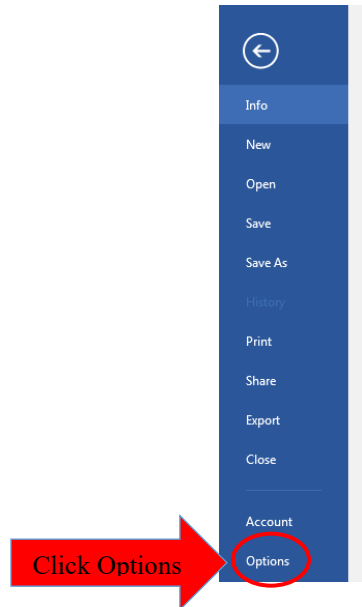 Info
New
Open
Save
Save As
History
Print
Share
Export
Close
Account
Click Options
Options